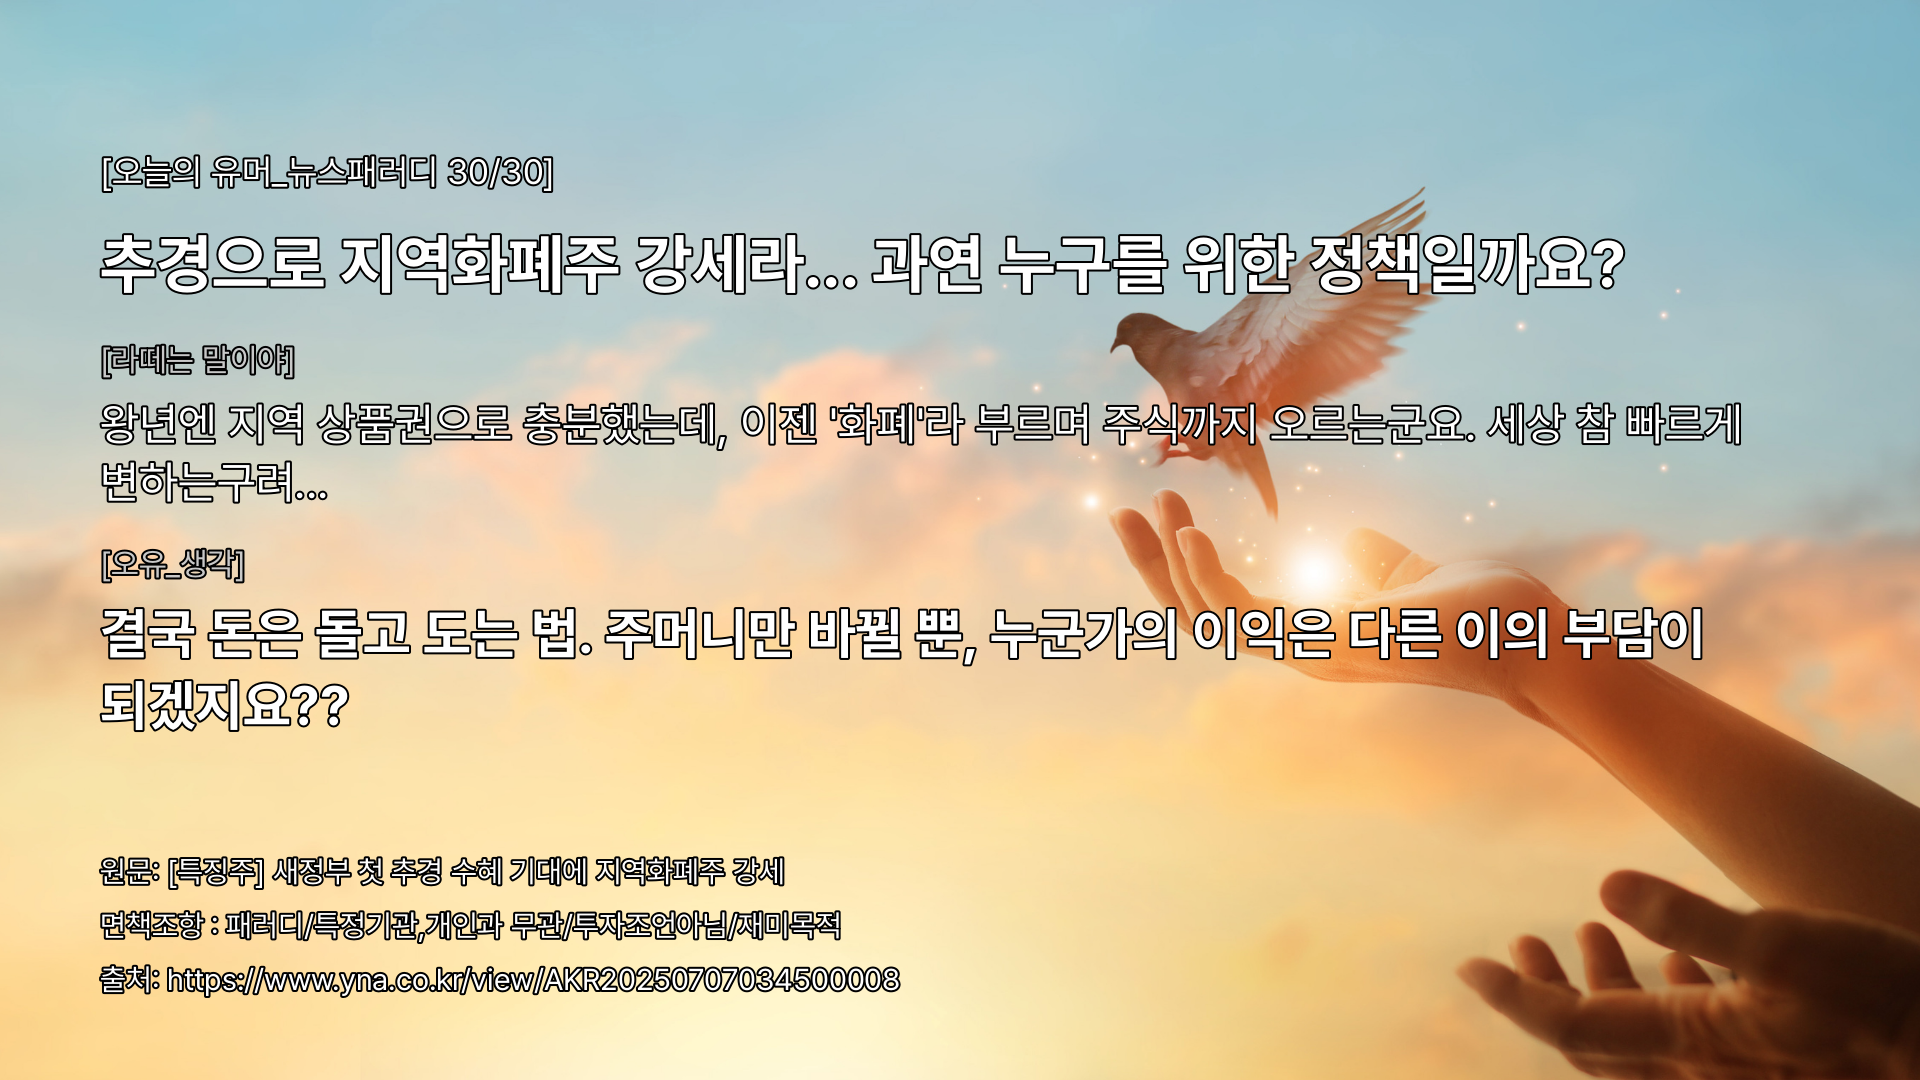 [오늘의 유머_뉴스패러디 30/30]
추경으로 지역화폐주 강세라... 과연 누구를 위한 정책일까요?
[라떼는 말이야]
왕년엔 지역 상품권으로 충분했는데, 이젠 '화폐'라 부르며 주식까지 오르는군요. 세상 참 빠르게
변하는구려...
[오유_생각]
결국 돈은 돌고 도는 법. 주머니만 바뀔 뿐, 누군가의 이익은 다른 이의 부담이
되겠지요??
원문: [특징주] 새정부 첫 추경 수혜 기대에 지역화폐주 강세
면책조항 : 패러디/특정기관,개인과 무관/투자조언아님/재미목적
출처: https://www.yna.co.kr/view/AKR20250707034500008